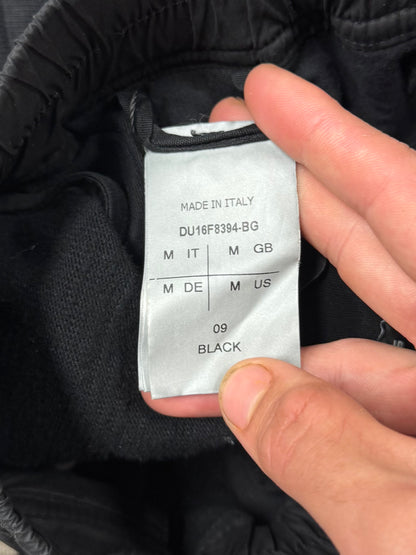 MADE IN ITALY
DU16F8394-BG
M IT M GB
M DE M US
09
BLACK